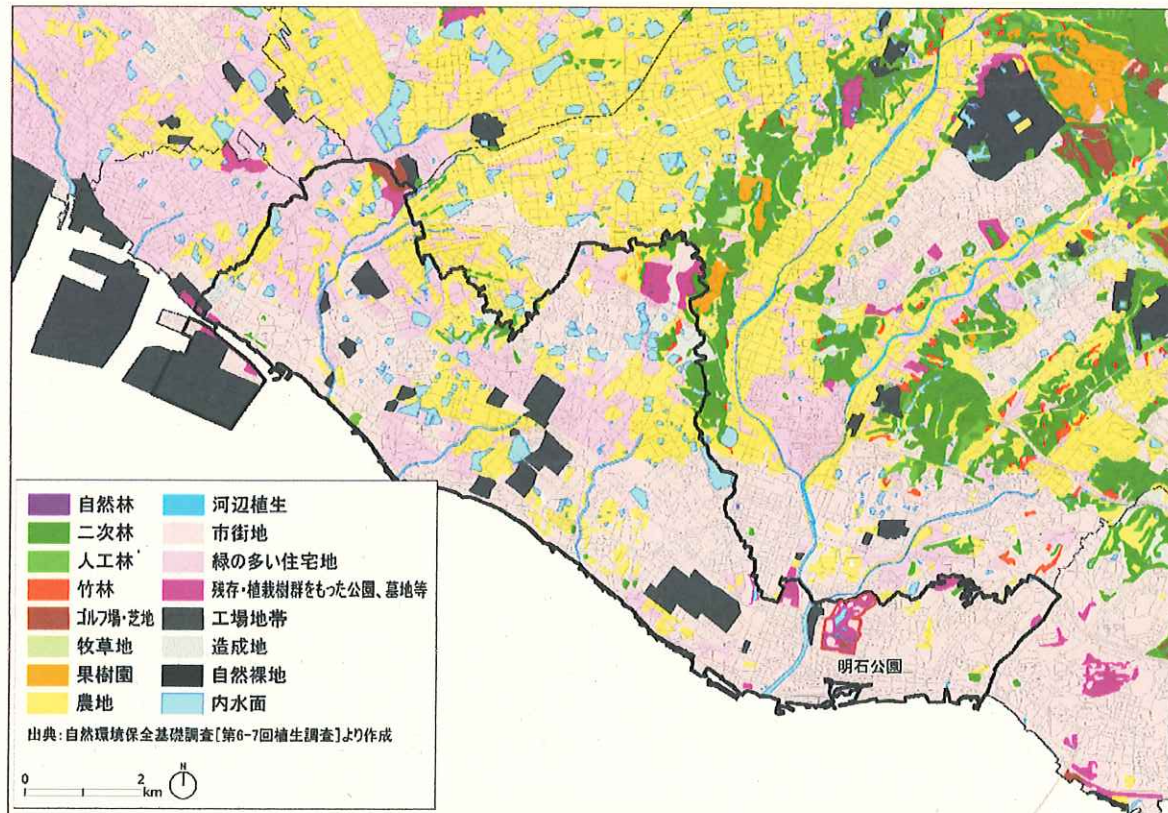 明石公園
自然林
二次林
人工林
竹林
ゴルフ場・芝地
牧草地
果樹園
農地
河辺植生
市街地
緑の多い住宅地
残存・植栽樹群をもった公園、墓地等
工場地帯
造成地
自然裸地
内水面
出典：自然環境保全基礎調査[第6-7回植生調査]より作成
0 2
km
N